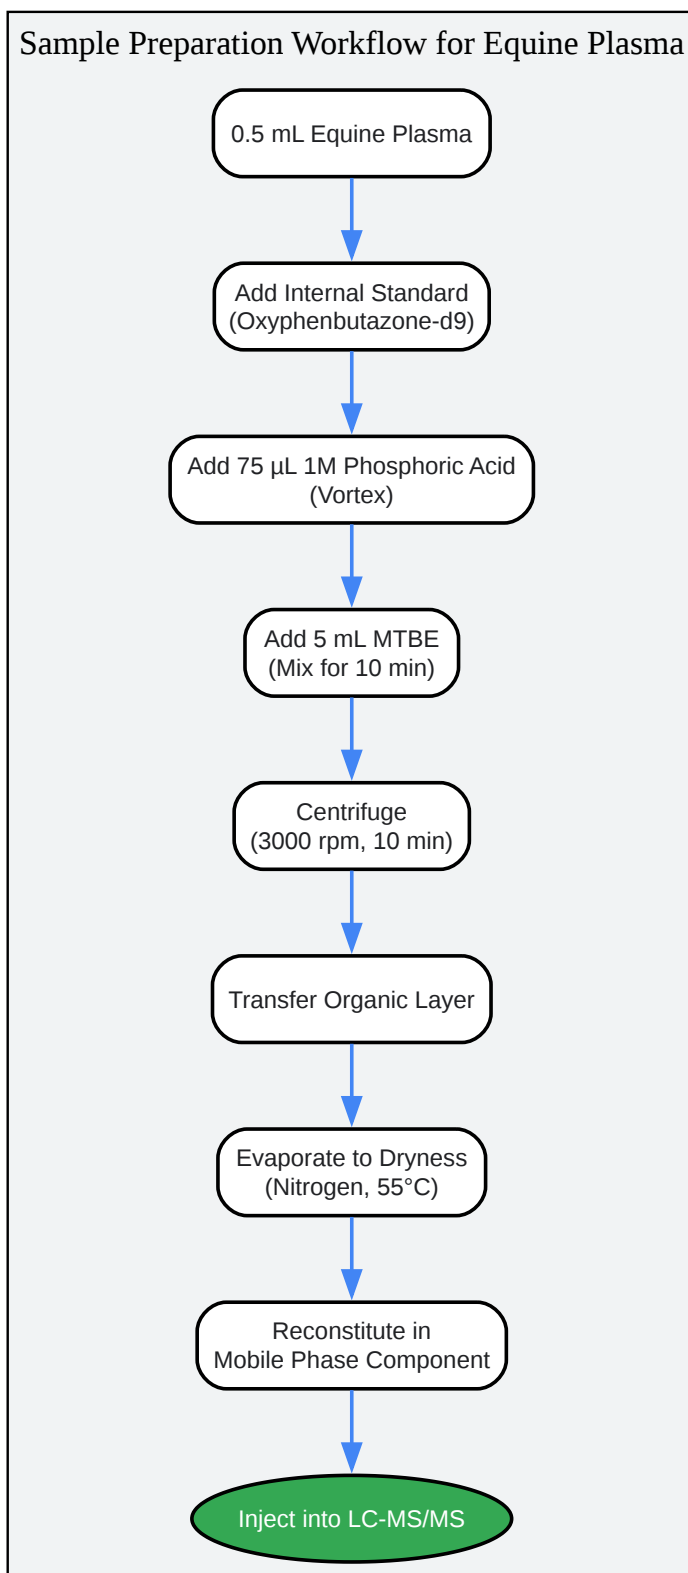 Sample Preparation Workflow for Equine Plasma
0.5 mL Equine Plasma
Add Internal Standard
(Oxyphenbutazone-d9)
Add 75 µL 1M Phosphoric Acid
(Vortex)
Add 5 mL MTBE
(Mix for 10 min)
Centrifuge
(3000 rpm, 10 min)
Transfer Organic Layer
Evaporate to Dryness
(Nitrogen, 55°C)
Reconstitute in
Mobile Phase Component
Inject into LC-MS/MS